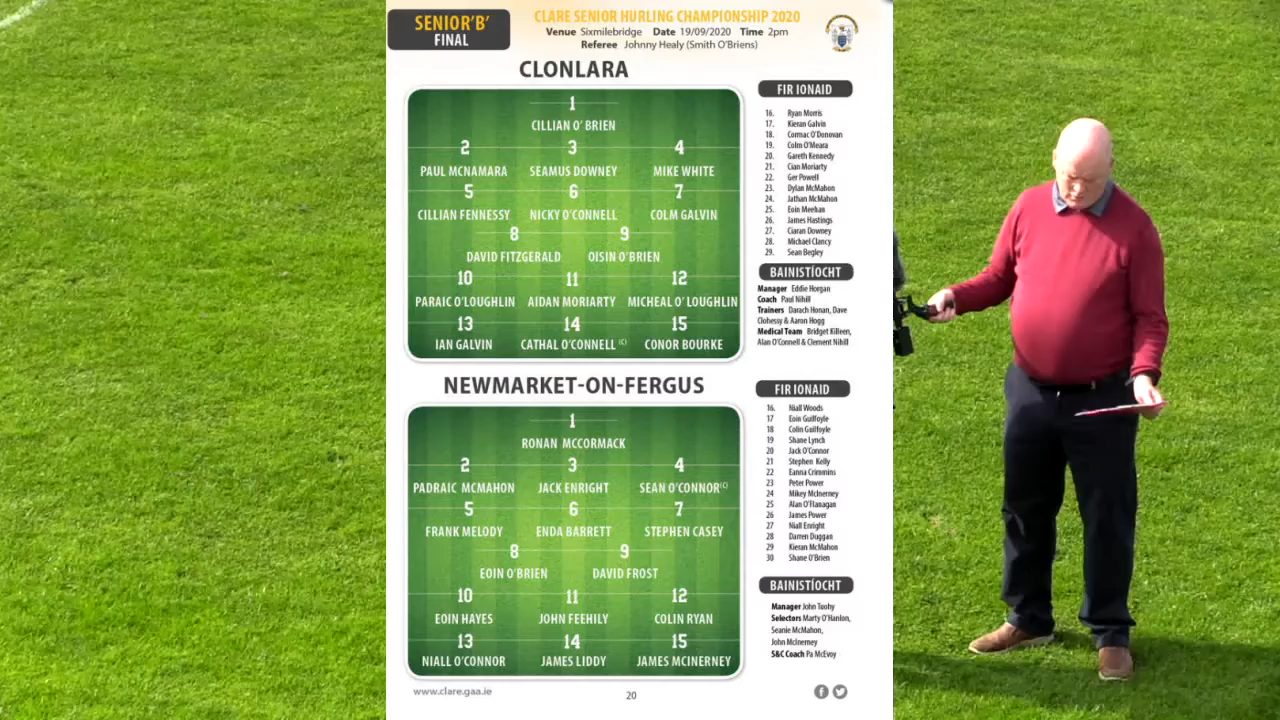 SENIOR'B'
FINAL
CLARE SENIOR HURLING CHAMPIONSHIP 2020
Venue Sixmilebridge Date 19/09/2020 Time 2pm
Referee Johnny Healy (Smith O'Briens)
CLONLARA
1
CILLIAN O' BRIEN
2 3 4
PAUL MCNAMARA SEAMUS DOWNEY MIKE WHITE
5 6 7
CILLIAN FENNESSY NICKY O'CONNELL COLM GALVIN
8 9
DAVID FITZGERALD OISIN O'BRIEN
10 11 12
PARAIC O'LOUGHLIN AIDAN MORIARTY MICHEAL O' LOUGHLIN
13 14 15
IAN GALVIN CATHAL O'CONNELL (C) CONOR BOURKE
FIR IONAID
16. Ryan Morris
17. Kieran Galvin
18. Cormac O'Donovan
19. Colm O'Meara
20. Gareth Kennedy
21. Cian Moriarty
22. Ger Powell
23. Dylan McMahon
24. Jathan McMahon
25. Eoin Meehan
26. James Hastings
27. Ciaran Downey
28. Michael Clancy
29. Sean Begley
BAINISTÍOCHT
Manager Eddie Horgan
Coach Paul Nihill
Trainers Darach Honan, Dave
Clohessy & Aaron Hogg
Medical Team Bridget Killeen,
Alan O'Connell & Clement Nihill
NEWMARKET-ON-FERGUS
1
RONAN MCCORMACK
2 3 4
PADRAIC MCMAHON JACK ENRIGHT SEAN O'CONNOR(C)
5 6 7
FRANK MELODY ENDA BARRETT STEPHEN CASEY
8 9
EOIN O'BRIEN DAVID FROST
10 11 12
EOIN HAYES JOHN FEEHILY COLIN RYAN
13 14 15
NIALL O'CONNOR JAMES LIDDY JAMES MCINERNEY
FIR IONAID
16. Niall Woods
17 Eoin Guilfoyle
18 Colin Guilfoyle
19 Shane Lynch
20 Jack O'Connor
21 Stephen Kelly
22 Eanna Crimmins
23 Peter Power
24 Mikey McInerney
25 Alan O'Flanagan
26 James Power
27 Niall Enright
28 Darren Duggan
29 Kieran McMahon
30 Shane O'Brien
BAINISTÍOCHT
Manager John Tuohy
Selectors Marty O'Hanlon,
Seanie McMahon,
John McInerney
S&C Coach Pa McEvoy
www.clare.gaa.ie
20